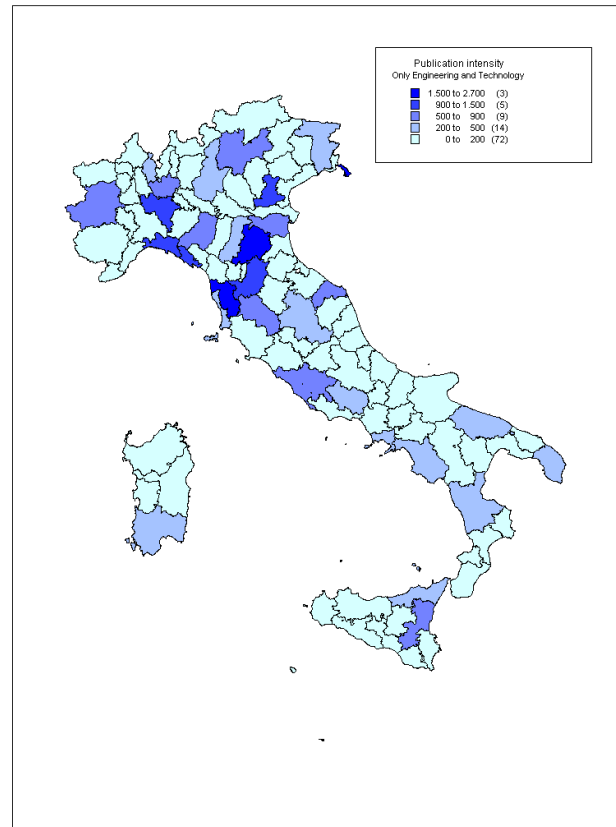 Publication intensity
Only Engineering and Technology
1.500 to 2.700 (3)
900 to 1.500 (5)
500 to 900 (9)
200 to 500 (14)
0 to 200 (72)